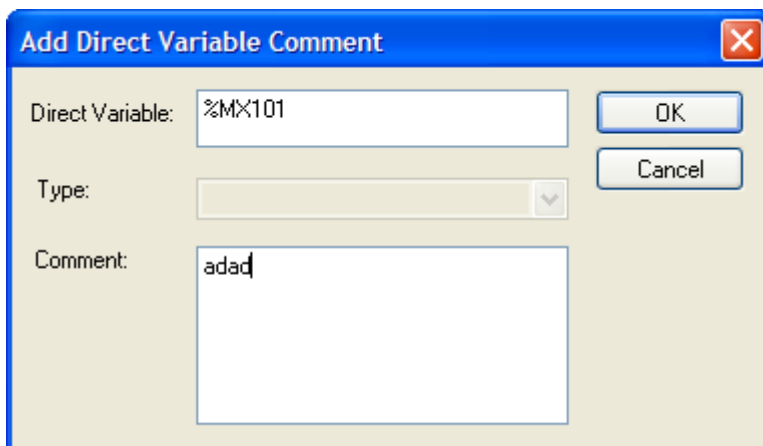 Add Direct Variable Comment
Direct Variable: %MX101
OK
Cancel
Type:
Comment: adad